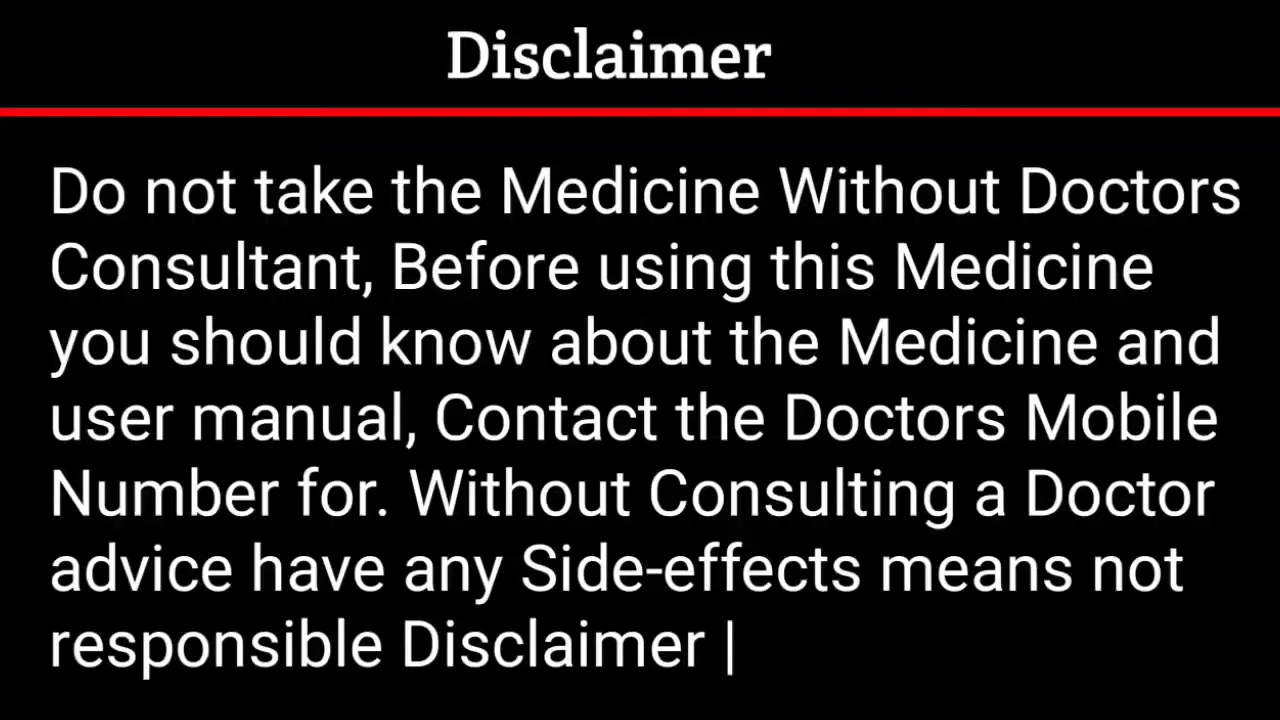 Disclaimer
Do not take the Medicine Without Doctors
Consultant, Before using this Medicine
you should know about the Medicine and
user manual, Contact the Doctors Mobile
Number for. Without Consulting a Doctor
advice have any Side-effects means not
responsible Disclaimer |